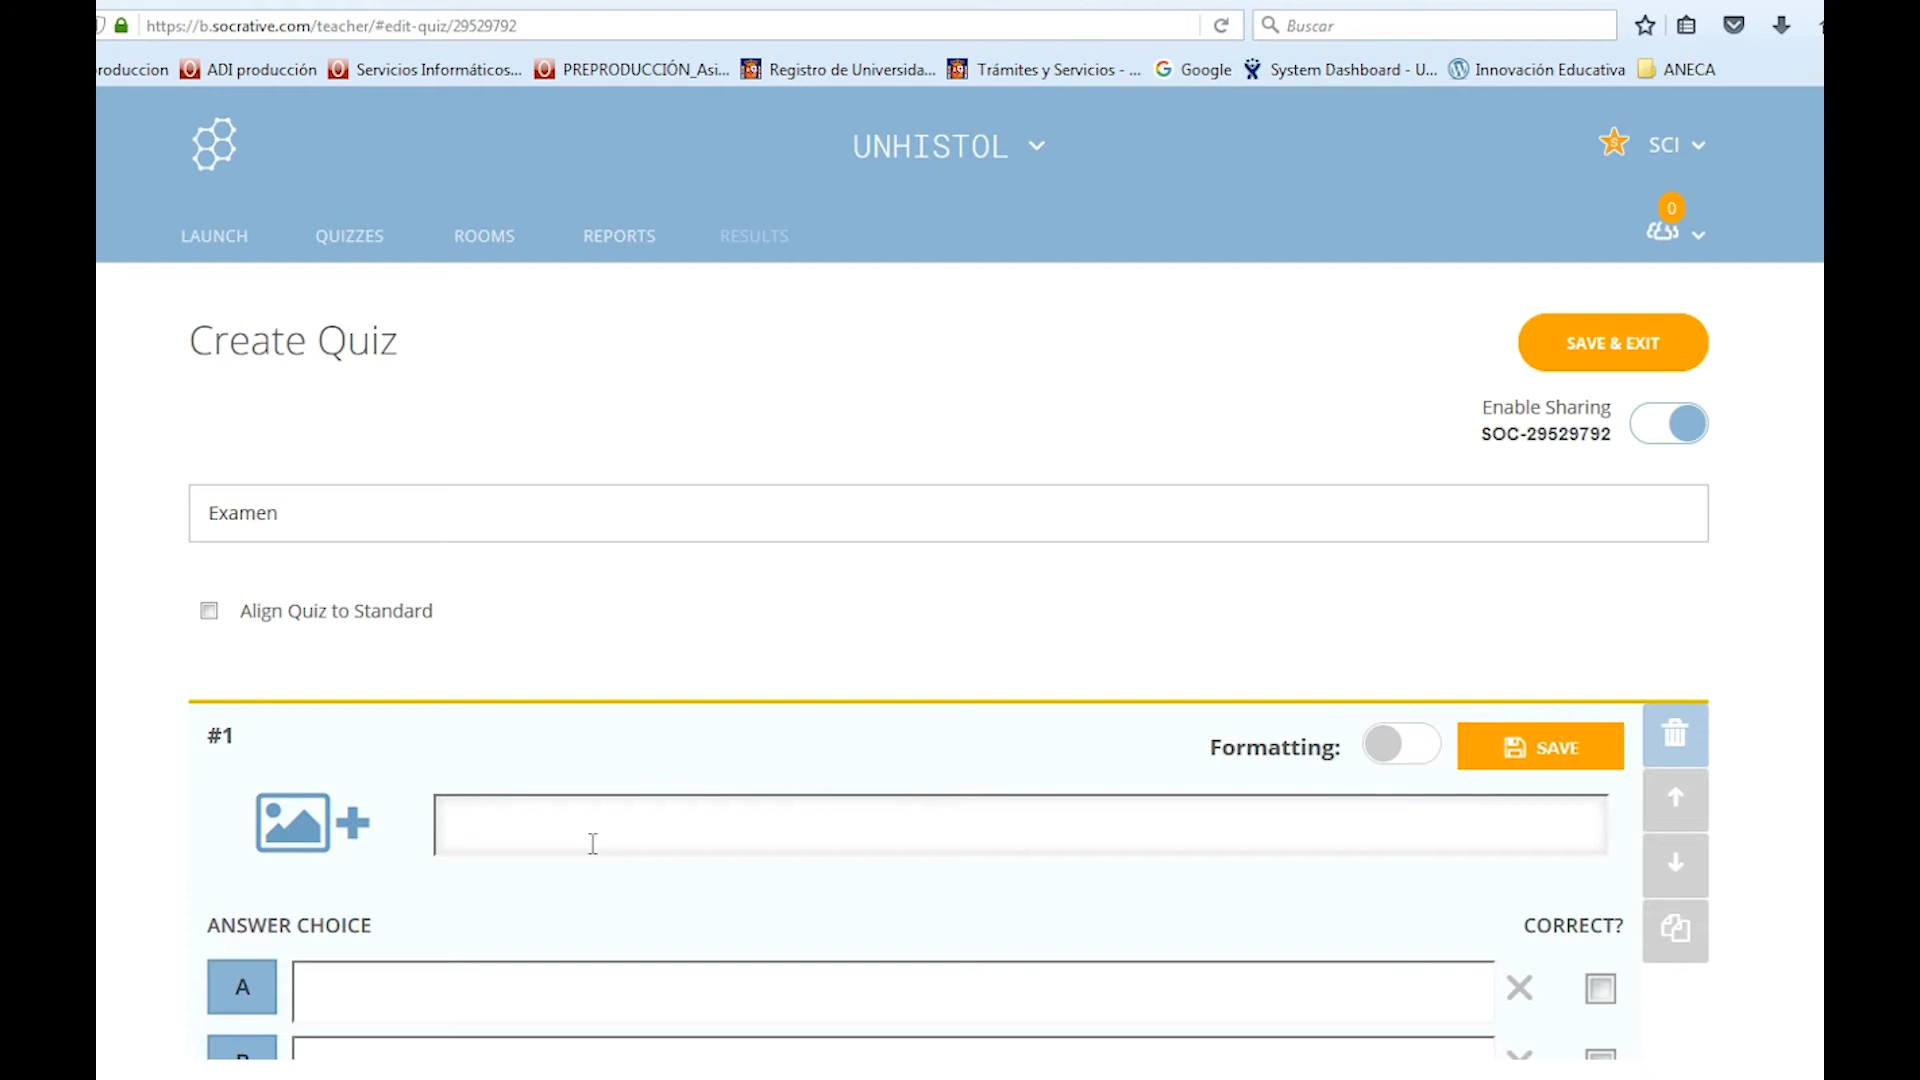 https://b.socrative.com/teacher/#edit-quiz/29529792
Buscar
roduccion ADI producción Servicios Informáticos... PREPRODUCCIÓN_Asi... Registro de Universida... Trámites y Servicios - ... Google System Dashboard - U... Innovación Educativa ANECA
UNHISTOL
SCI
0
LAUNCH QUIZZES ROOMS REPORTS RESULTS
Create Quiz
SAVE & EXIT
Enable Sharing
SOC-29529792
Examen
Align Quiz to Standard
#1
Formatting:
SAVE
ANSWER CHOICE
CORRECT?
A
B